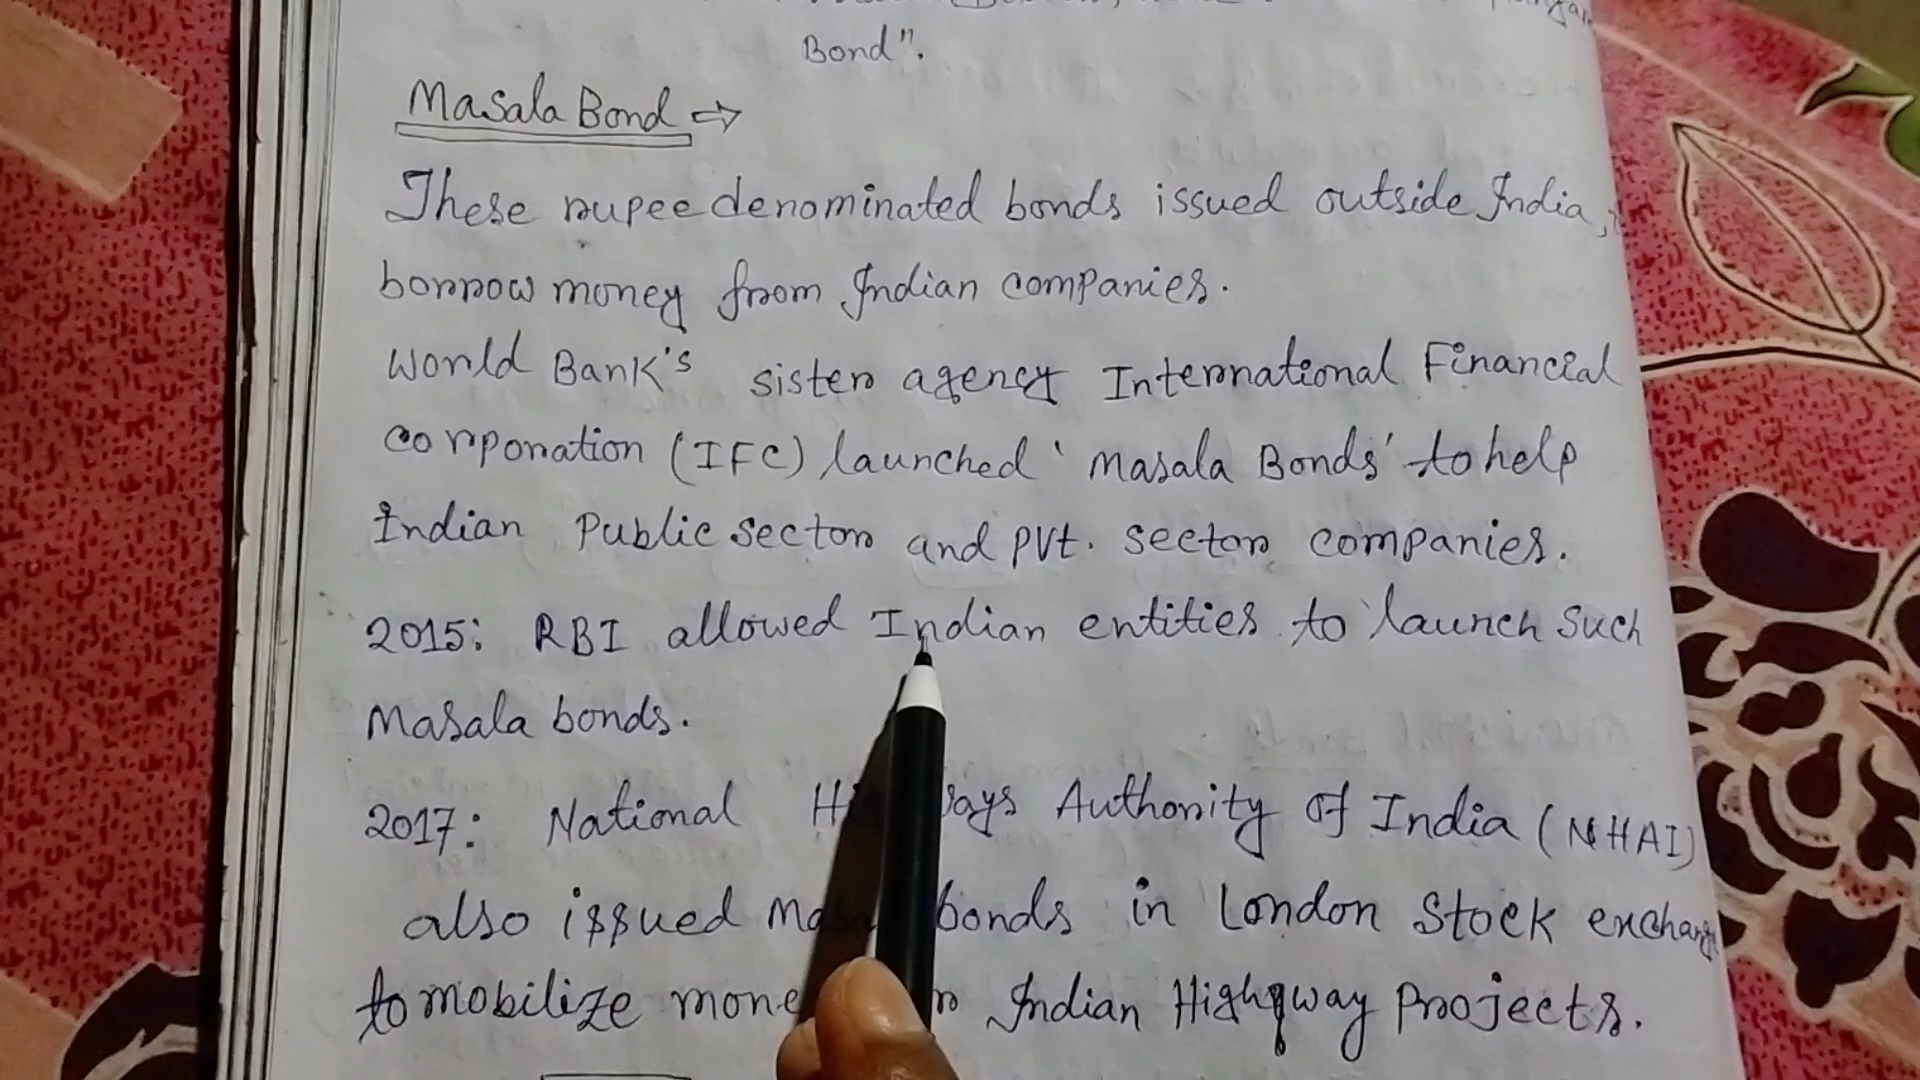 Bond".
Masala Bond ⇒
These rupee denominated bonds issued outside India,
borrow money from Indian companies.
World Bank's sister agency International Financial
corporation (IFC) launched 'Masala Bonds' to help
Indian Public sector and pvt. sector companies.
2015: RBI allowed Indian entities to launch such
Masala bonds.
2017: National Authority of India (NHAI)
also issued bonds in London Stock
to mobilize Indian Highway Projects.